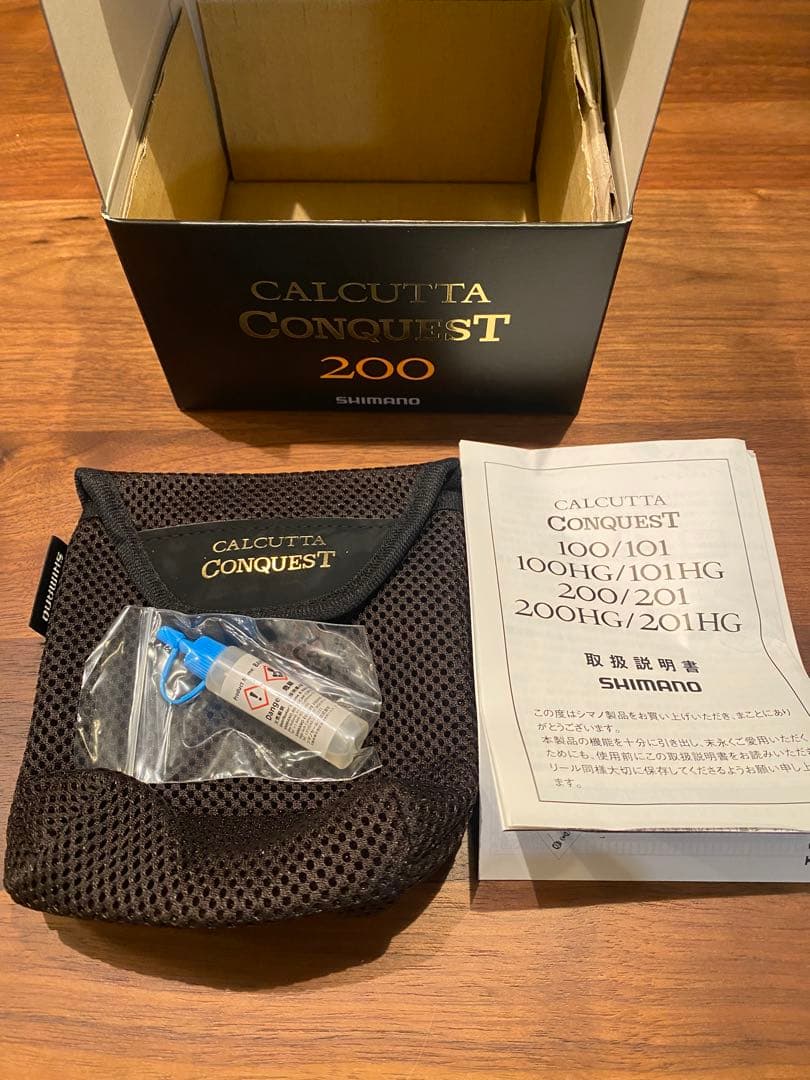 CALCUTTA
CONQUEST
200
SHIMANO
CALCUTTA
CONQUEST
SHIMANO
Danger
CALCUTTA
CONQUEST
100/101
100HG/101HG
200/201
200HG/201HG
取扱説明書
SHIMANO
この度はシマノ製品をお買い上げいただき、まことにあり
がとうございます。
本製品の機能を十分に引き出し、末永くご愛用いただく
ためにも、使用前にこの取扱説明書をお読みいただき
リール同様大切に保存してくださるようお願い申し上
ます。